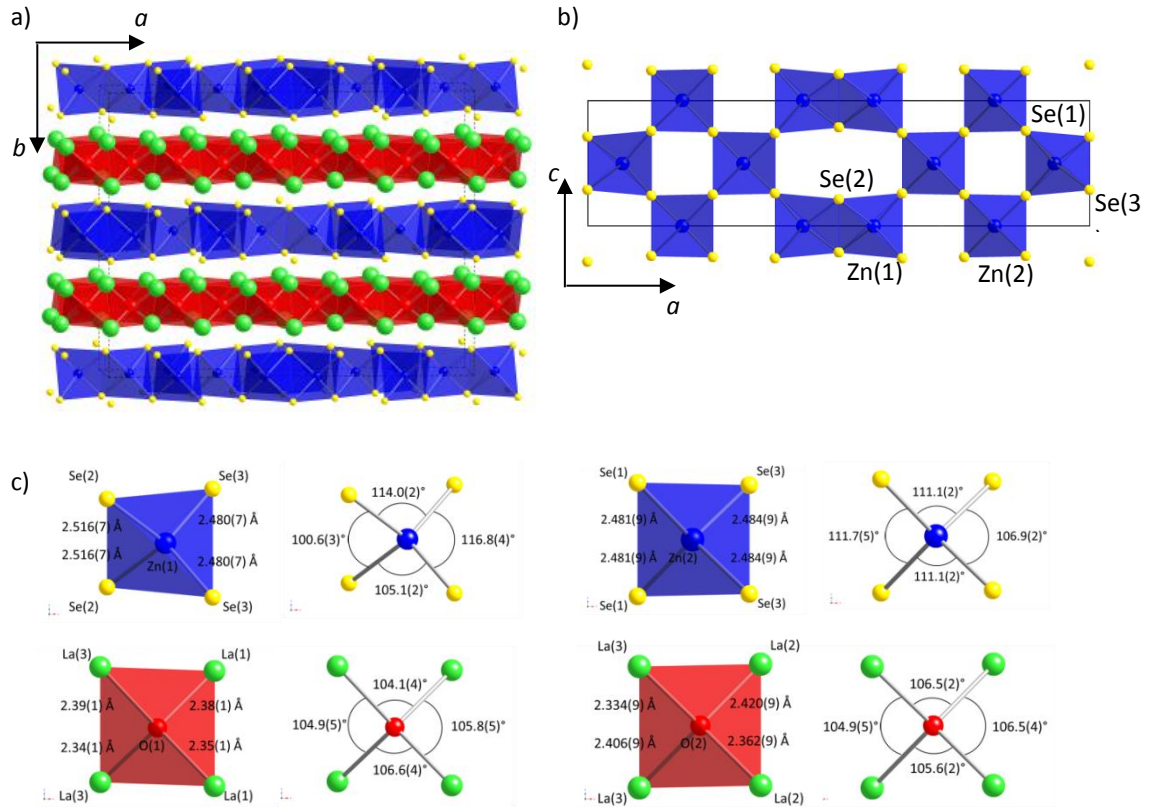 a)
a
b
b)
Se(1)
Se(2)
Se(3
c
Zn(1)
Zn(2)
a
c)
Se(2)
Se(3)
2.516(7) Å
2.480(7) Å
2.516(7) Å
2.480(7) Å
Zn(1)
Se(2)
Se(3)
114.0(2)°
100.6(3)°
116.8(4)°
105.1(2)°
Se(1)
Se(3)
2.481(9) Å
2.484(9) Å
2.481(9) Å
2.484(9) Å
Zn(2)
Se(1)
Se(3)
111.1(2)°
111.7(5)°
106.9(2)°
111.1(2)°
La(3)
La(1)
2.39(1) Å
2.38(1) Å
2.34(1) Å
2.35(1) Å
O(1)
La(3)
La(1)
104.1(4)°
104.9(5)°
105.8(5)°
106.6(4)°
La(3)
La(2)
2.334(9) Å
2.420(9) Å
2.406(9) Å
2.362(9) Å
O(2)
La(3)
La(2)
106.5(2)°
104.9(5)°
106.5(4)°
105.6(2)°